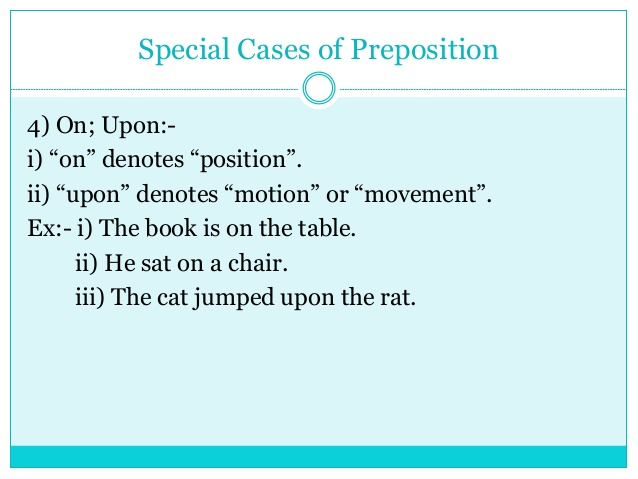 Special Cases of Preposition
4) On; Upon:-
i) “on” denotes “position”.
ii) “upon” denotes “motion” or “movement”.
Ex:- i) The book is on the table.
ii) He sat on a chair.
iii) The cat jumped upon the rat.